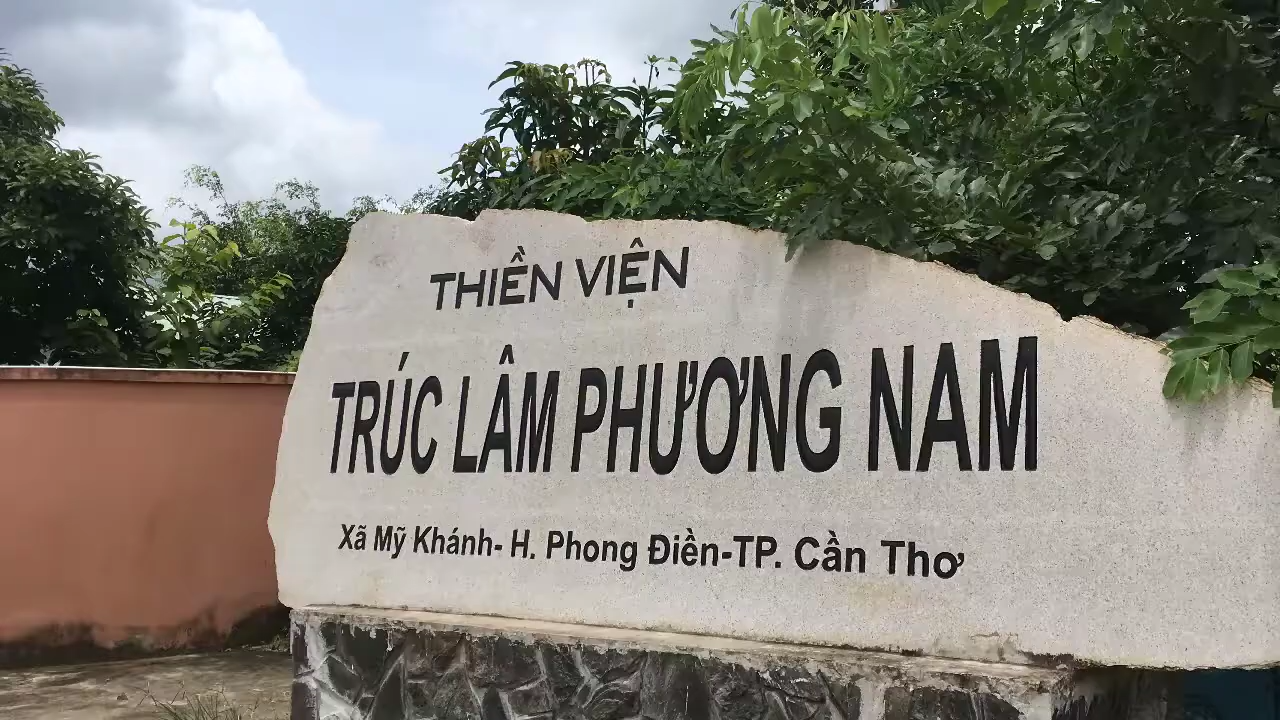 THIỀN VIỆN
TRÚC LÂM PHƯƠNG NAM
Xã Mỹ Khánh- H. Phong Điền-TP. Cần Thơ